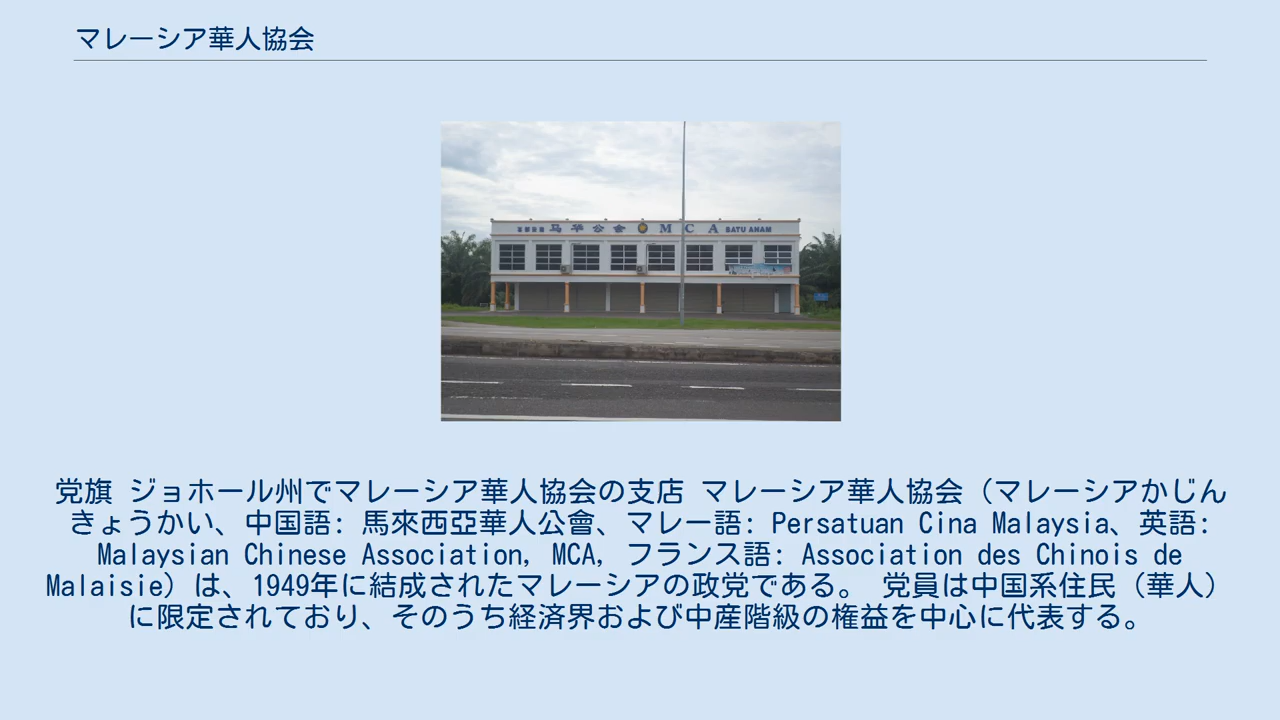 マレーシア華人協会
马华公会 MCA BATU ANAM
党旗 ジョホール州でマレーシア華人協会の支店 マレーシア華人協会（マレーシアかじん
きょうかい、中国語: 馬來西亞華人公會、マレー語: Persatuan Cina Malaysia、英語:
Malaysian Chinese Association, MCA, フランス語: Association des Chinois de
Malaisie）は、1949年に結成されたマレーシアの政党である。 党員は中国系住民（華人）
に限定されており、そのうち経済界および中産階級の権益を中心に代表する。